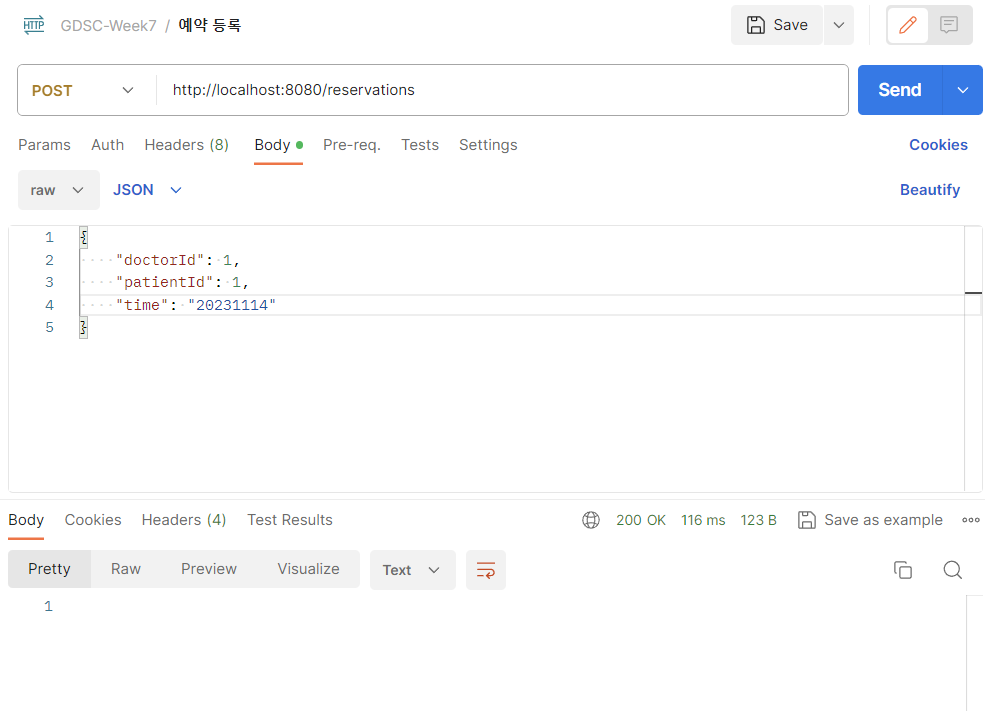 HTTP GDSC-Week7 / 예약 등록 Save
POST http://localhost:8080/reservations Send
Params Auth Headers (8) Body Pre-req. Tests Settings Cookies
raw JSON Beautify
1 {
2 "doctorId": 1,
3 "patientId": 1,
4 "time": "20231114"
5 }
Body Cookies Headers (4) Test Results 200 OK 116 ms 123 B Save as example
Pretty Raw Preview Visualize Text
1